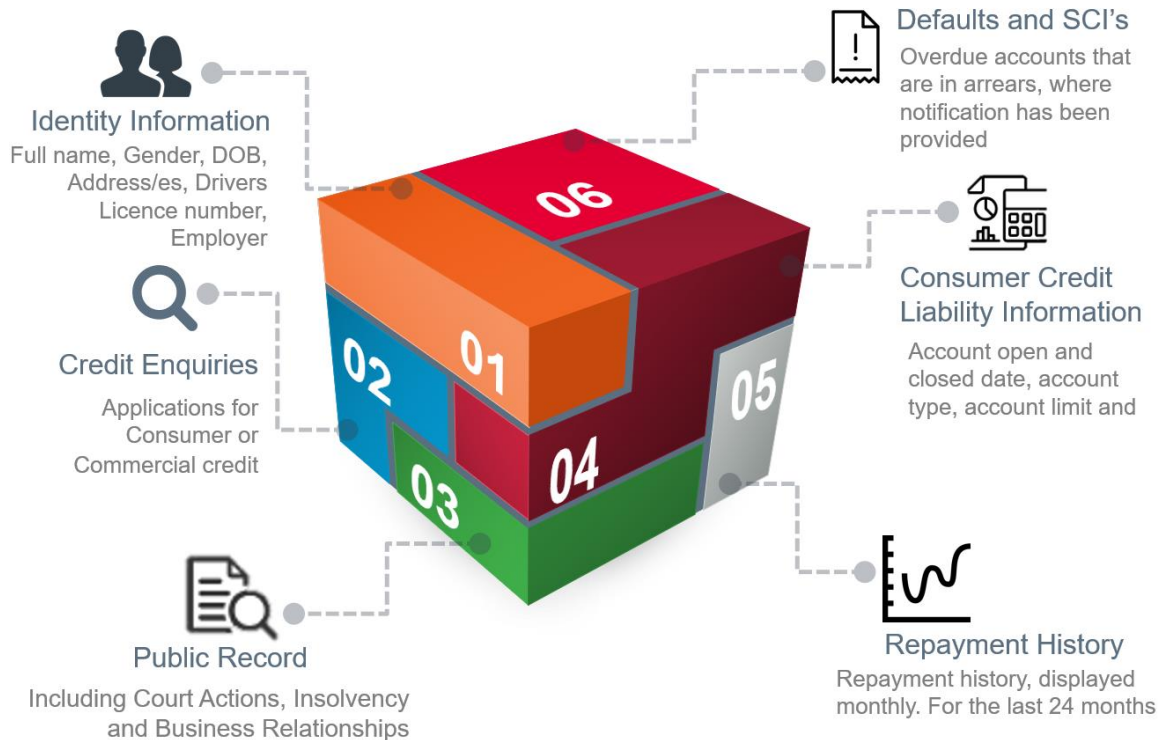 Identity Information
Full name, Gender, DOB,
Address/es, Drivers
Licence number,
Employer
Credit Enquiries
Applications for
Consumer or
Commercial credit
Public Record
Including Court Actions, Insolvency
and Business Relationships
01
02
03
04
05
06
Defaults and SCI's
Overdue accounts that
are in arrears, where
notification has been
provided
Consumer Credit
Liability Information
Account open and
closed date, account
type, account limit and
Repayment History
Repayment history, displayed
monthly. For the last 24 months